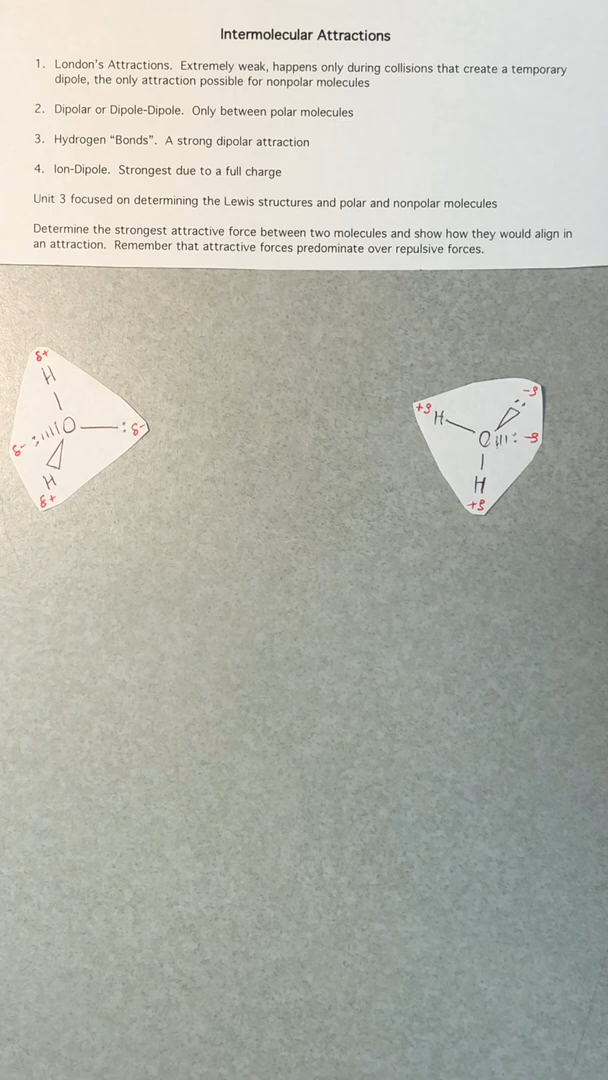 Intermolecular Attractions
1. London's Attractions. Extremely weak, happens only during collisions that create a temporary
dipole, the only attraction possible for nonpolar molecules
2. Dipolar or Dipole-Dipole. Only between polar molecules
3. Hydrogen "Bonds". A strong dipolar attraction
4. Ion-Dipole. Strongest due to a full charge
Unit 3 focused on determining the Lewis structures and polar and nonpolar molecules
Determine the strongest attractive force between two molecules and show how they would align in
an attraction. Remember that attractive forces predominate over repulsive forces.
δ+
H
O
:δ-
δ- :
H
δ+
δ+
H
δ-
:
O
: δ-
H
δ+